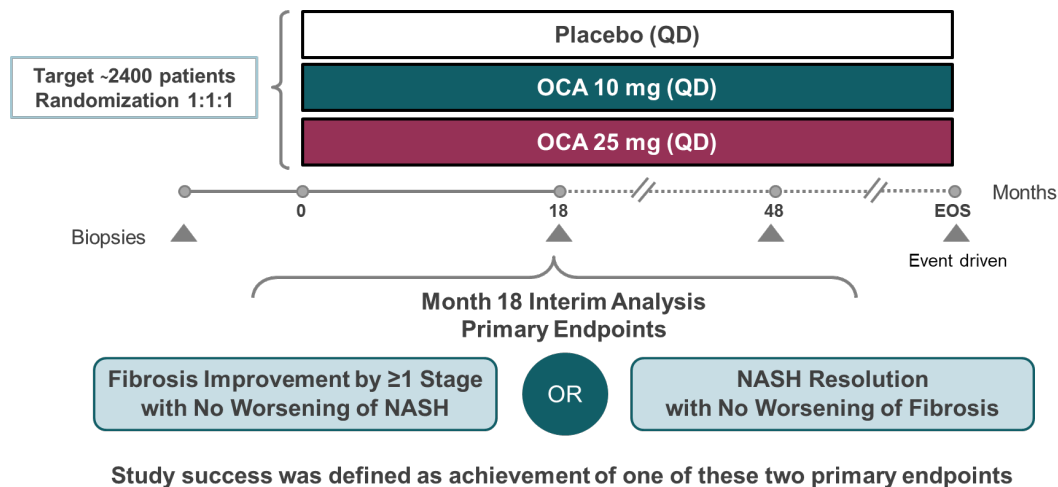 Placebo (QD)
Target ~2400 patients
Randomization 1:1:1
OCA 10 mg (QD)
OCA 25 mg (QD)
Months
0
18
48
EOS
Biopsies
Event driven
Month 18 Interim Analysis
Primary Endpoints
Fibrosis Improvement by ≥1 Stage
with No Worsening of NASH
OR
NASH Resolution
with No Worsening of Fibrosis
Study success was defined as achievement of one of these two primary endpoints